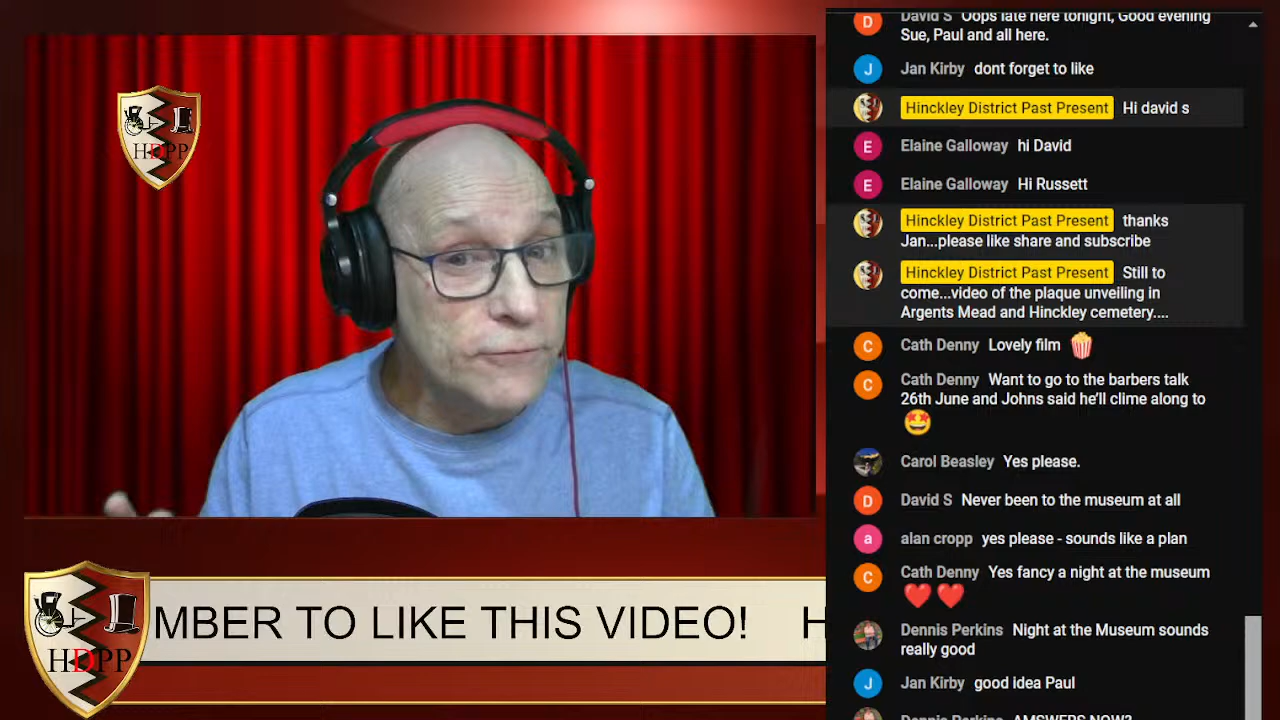 HDPP
HDPP
MBER TO LIKE THIS VIDEO! H
D
David S Oops late here tonight, Good evening
Sue, Paul and all here.
J
Jan Kirby dont forget to like
Hinckley District Past Present Hi david s
E
Elaine Galloway hi David
E
Elaine Galloway Hi Russett
Hinckley District Past Present thanks
Jan...please like share and subscribe
Hinckley District Past Present Still to
come...video of the plaque unveiling in
Argents Mead and Hinckley cemetery....
C
Cath Denny Lovely film 🍿
C
Cath Denny Want to go to the barbers talk
26th June and Johns said he'll clime along to
🤩
Carol Beasley Yes please.
D
David S Never been to the museum at all
a
alan cropp yes please - sounds like a plan
C
Cath Denny Yes fancy a night at the museum
❤️❤️
Dennis Perkins Night at the Museum sounds
really good
J
Jan Kirby good idea Paul
Dennis Perkins AMSWERS NOW?